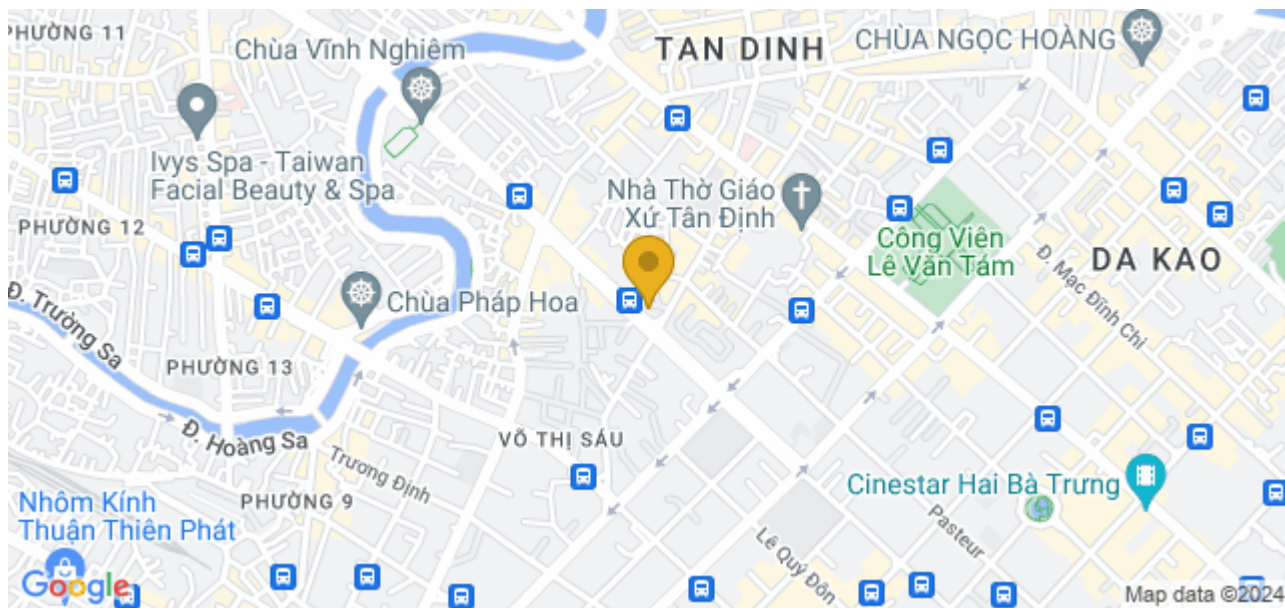 PHƯỜNG 11
Chùa Vĩnh Nghiêm
TAN DINH
CHÙA NGỌC HOÀNG
Ivys Spa - Taiwan
Facial Beauty & Spa
Nhà Thờ Giáo
Xứ Tân Định
PHƯỜNG 12
Công Viên
Lê Văn Tám
DA KAO
Đ. Mạc Đĩnh Chi
Chùa Pháp Hoa
Đ. Trường Sa
PHƯỜNG 13
Đ. Hoàng Sa
VÕ THỊ SÁU
Trương Định
PHƯỜNG 9
Cinestar Hai Bà Trưng
Nhôm Kính
Thuận Thiên Phát
Pasteur
Lê Quý Đôn
Google
Map data ©2024